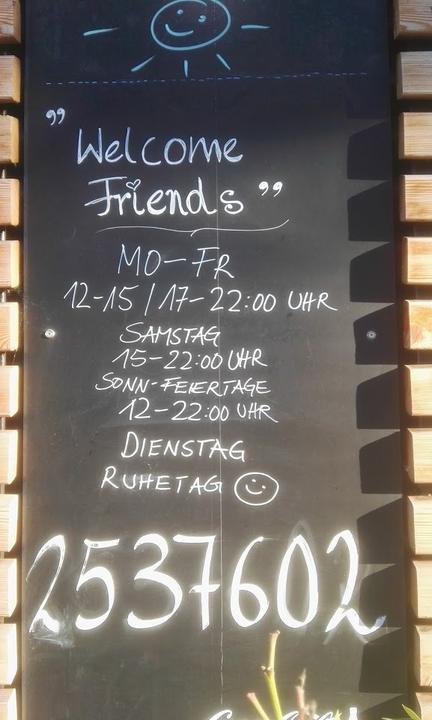 "Welcome
Friends"
MO-FR
12-15 / 17-22:00 UHR
SAMSTAG
15-22:00 UHR
SONN-FEIERTAGE
12-22:00 UHR
DIENSTAG
RUHETAG
2537602